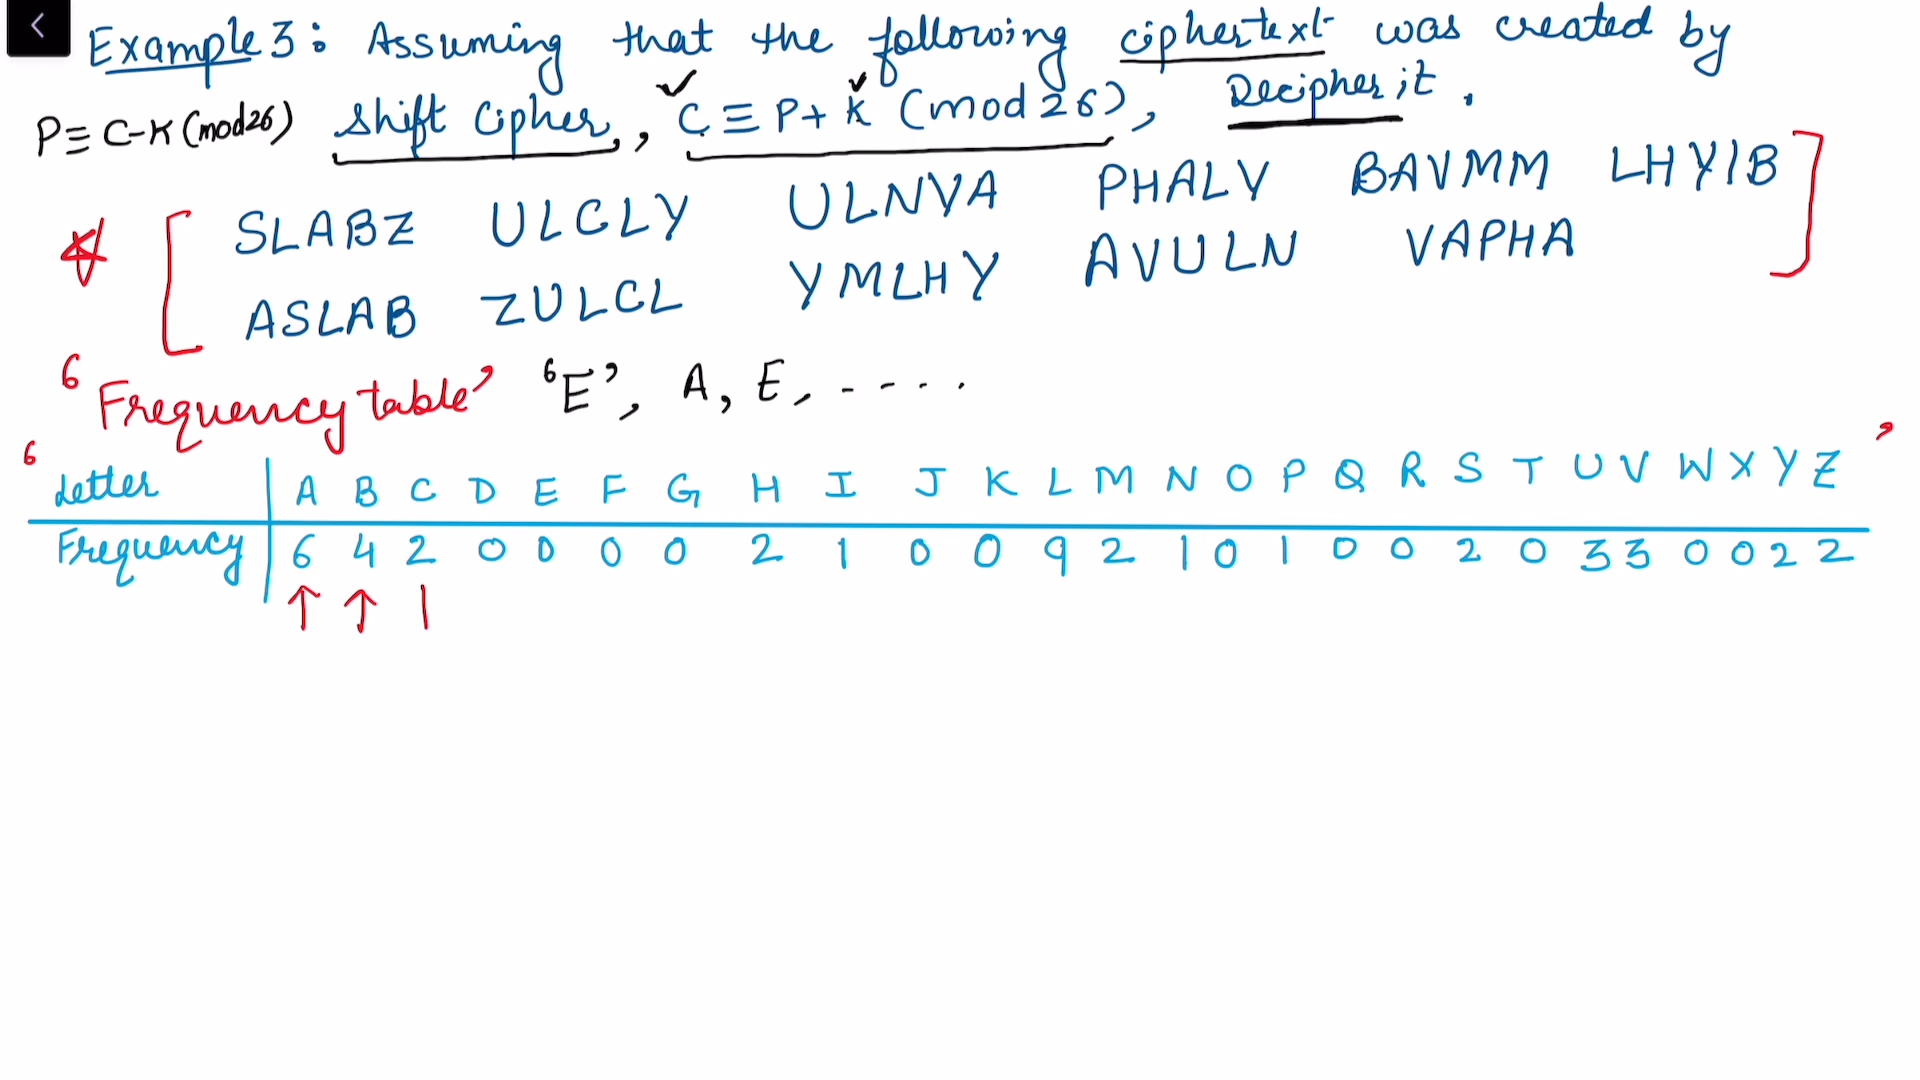 Example 3: Assuming that the following ciphertext was created by
P≡ C-K (mod 26) Shift Cipher, , C ≡ P+ K (mod 26), Decipher it.
SLABZ ULCLY ULNVA PHALV BAVMM LHYIB
ASLAB ZULCL YMLHY AVULN VAPHA
‘Frequency table’ ‘E’, A, E, - - - - .
‘
Letter A B C D E F G H I J K L M N O P Q R S T U V W X Y Z ’
Frequency 6 4 2 0 0 0 0 2 1 0 0 9 2 1 0 1 0 0 2 0 3 3 0 0 2 2